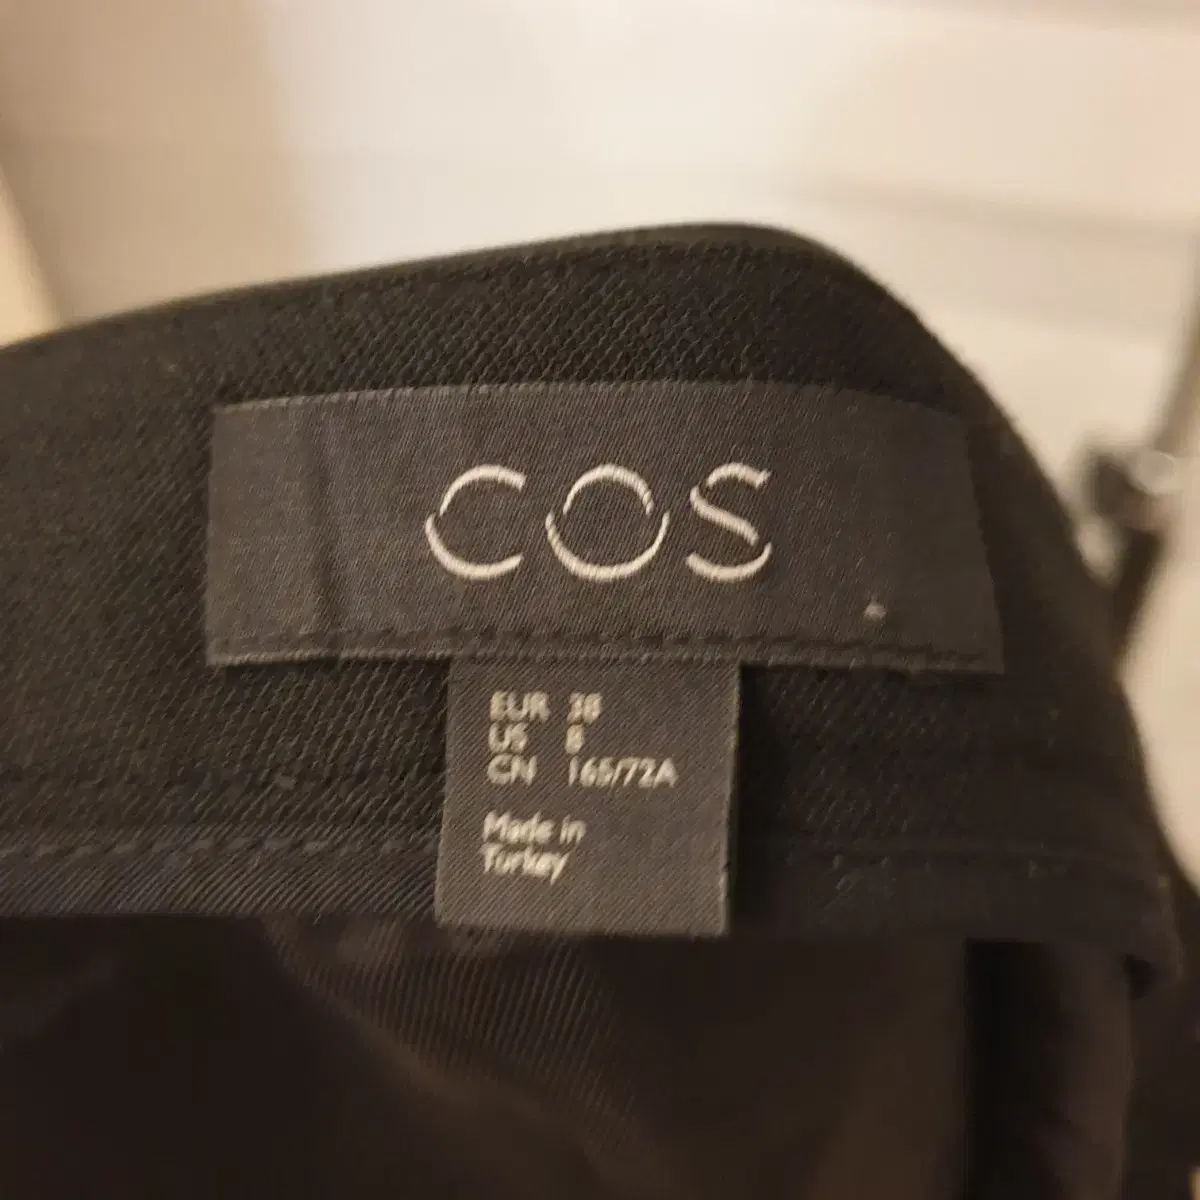 COS
EUR 38
US 8
CN 165/72A
Made in
Turkey